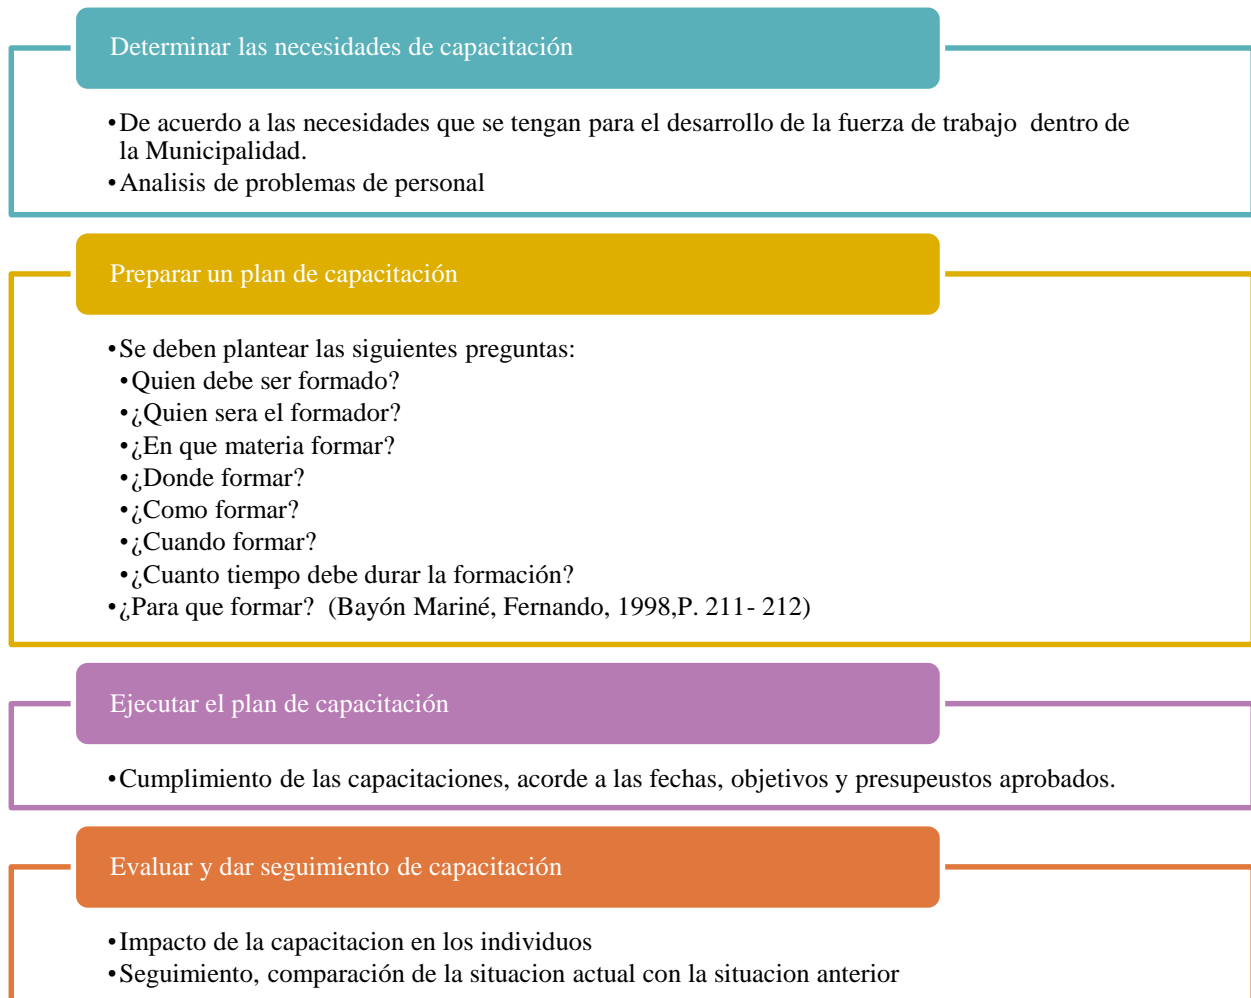 Determinar las necesidades de capacitación
•De acuerdo a las necesidades que se tengan para el desarrollo de la fuerza de trabajo dentro de
la Municipalidad.
•Analisis de problemas de personal
Preparar un plan de capacitación
•Se deben plantear las siguientes preguntas:
•Quien debe ser formado?
•¿Quien sera el formador?
•¿En que materia formar?
•¿Donde formar?
•¿Como formar?
•¿Cuando formar?
•¿Cuanto tiempo debe durar la formación?
•¿Para que formar? (Bayón Mariné, Fernando, 1998,P. 211- 212)
Ejecutar el plan de capacitación
•Cumplimiento de las capacitaciones, acorde a las fechas, objetivos y presupeustos aprobados.
Evaluar y dar seguimiento de capacitación
•Impacto de la capacitacion en los individuos
•Seguimiento, comparación de la situacion actual con la situacion anterior